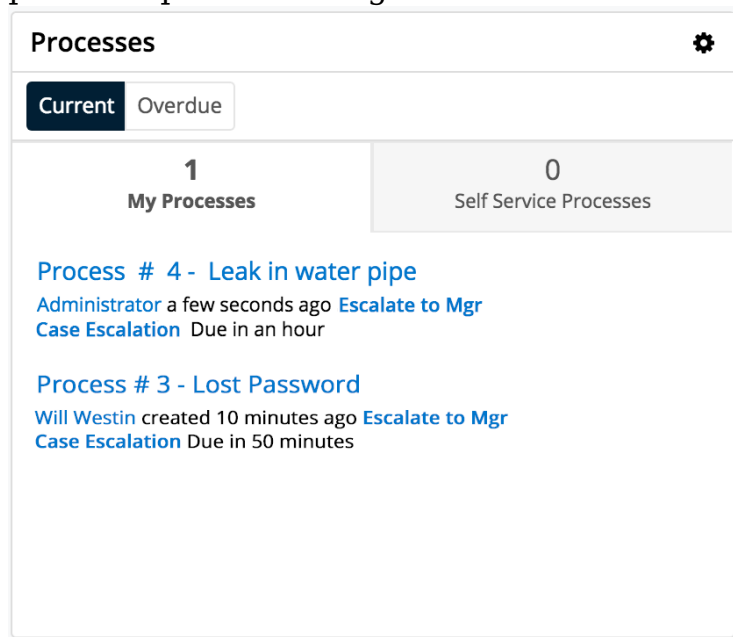 Processes
Current Overdue
1
My Processes
0
Self Service Processes
Process # 4 - Leak in water pipe
Administrator a few seconds ago Escalate to Mgr
Case Escalation Due in an hour
Process # 3 - Lost Password
Will Westin created 10 minutes ago Escalate to Mgr
Case Escalation Due in 50 minutes